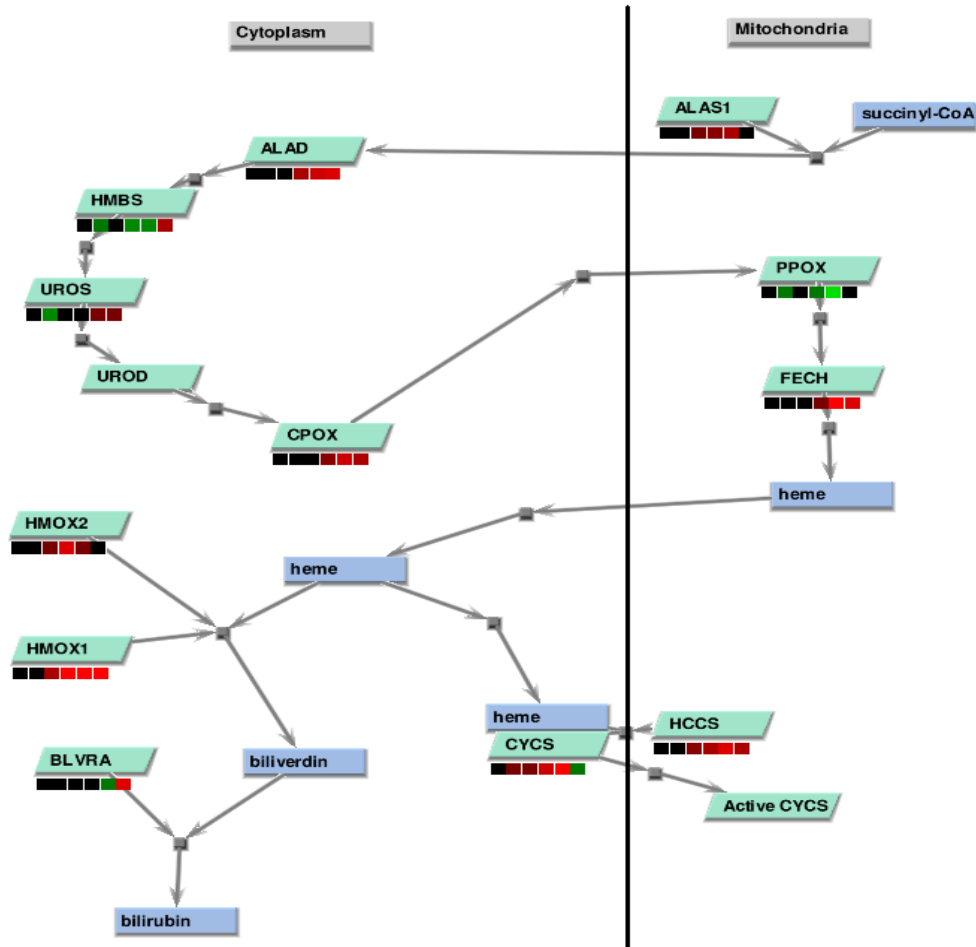 Cytoplasm
Mitochondria
ALAS1
succinyl-CoA
ALAD
HMBS
UROS
PPOX
UROD
FECH
CPOX
heme
HMOX2
heme
HMOX1
heme
HCCS
CYCS
BLVRA
biliverdin
Active CYCS
bilirubin